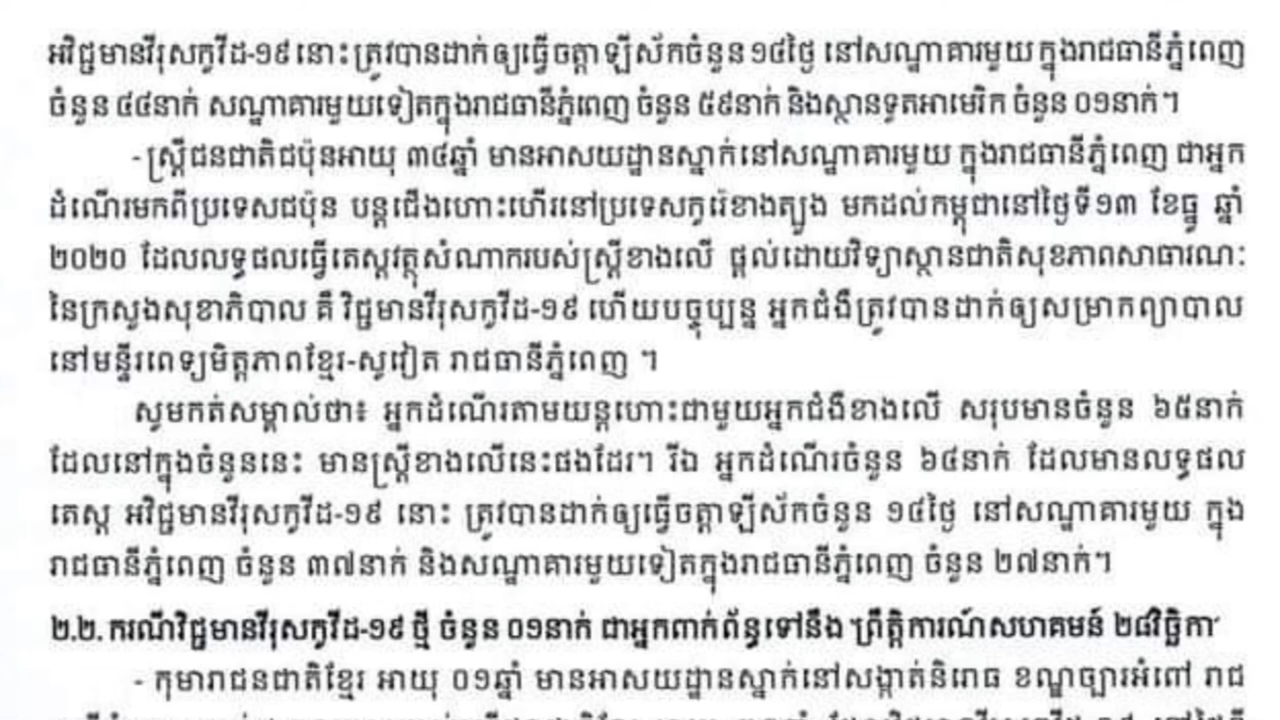 អវិជ្ជមានវីរុសកូវីដ-១៩ នោះ ត្រូវបានដាក់ឲ្យធ្វើចត្តាឡីស័កចំនួន ១៤ថ្ងៃ នៅសណ្ឋាគារមួយ ក្នុងរាជធានីភ្នំពេញ
ចំនួន ៤៤នាក់ សណ្ឋាគារមួយទៀតក្នុងរាជធានីភ្នំពេញ ចំនួន ៥៩នាក់ និងស្ថានទូតអាមេរិក ចំនួន ០១នាក់។
- ស្ត្រីជនជាតិជប៉ុនអាយុ ៣៤ឆ្នាំ មានអាសយដ្ឋានស្នាក់នៅសណ្ឋាគារមួយ ក្នុងរាជធានីភ្នំពេញ ជាអ្នក
ដំណើរមកពីប្រទេសជប៉ុន បន្តជើងហោះហើរនៅប្រទេសកូរ៉េខាងត្បូង មកដល់កម្ពុជានៅថ្ងៃទី១៣ ខែធ្នូ ឆ្នាំ
២០២០ ដែលលទ្ធផលធ្វើតេស្តវត្ថុសំណាករបស់ស្ត្រីខាងលើ ផ្តល់ដោយវិទ្យាស្ថានជាតិសុខភាពសាធារណៈ
នៃក្រសួងសុខាភិបាល គឺ វិជ្ជមានវីរុសកូវីដ-១៩ ហើយបច្ចុប្បន្ន អ្នកជំងឺត្រូវបានដាក់ឲ្យសម្រាកព្យាបាល
នៅមន្ទីរពេទ្យមិត្តភាពខ្មែរ-សូវៀត រាជធានីភ្នំពេញ ។
សូមកត់សម្គាល់ថា៖ អ្នកដំណើរតាមយន្តហោះជាមួយអ្នកជំងឺខាងលើ សរុបមានចំនួន ៦៥នាក់
ដែលនៅក្នុងចំនួននេះ មានស្ត្រីខាងលើនេះផងដែរ។ រីឯ អ្នកដំណើរចំនួន ៦៤នាក់ ដែលមានលទ្ធផល
តេស្ត អវិជ្ជមានវីរុសកូវីដ-១៩ នោះ ត្រូវបានដាក់ឲ្យធ្វើចត្តាឡីស័កចំនួន ១៤ថ្ងៃ នៅសណ្ឋាគារមួយ ក្នុង
រាជធានីភ្នំពេញ ចំនួន ៣៧នាក់ និងសណ្ឋាគារមួយទៀតក្នុងរាជធានីភ្នំពេញ ចំនួន ២៧នាក់។
២.២. ករណីវិជ្ជមានវីរុសកូវីដ-១៩ ថ្មី ចំនួន ០១នាក់ ជាអ្នកពាក់ព័ន្ធទៅនឹង 'ព្រឹត្តិការណ៍សហគមន៍ ២៨វិច្ឆិកា'
- កុមារាជនជាតិខ្មែរ អាយុ ០១ឆ្នាំ មានអាសយដ្ឋានស្នាក់នៅសង្កាត់និរោធ ខណ្ឌច្បារអំពៅ រាជ